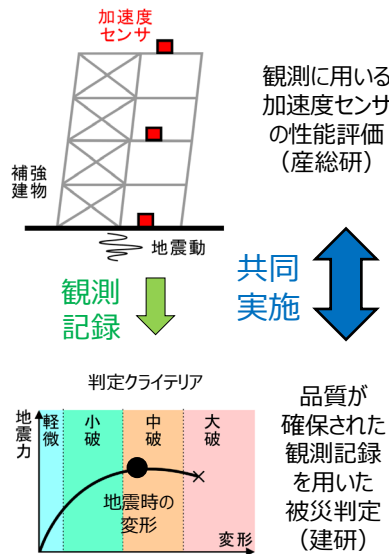 加速度
センサ
観測に用いる
加速度センサ
の性能評価
（産総研）
補強
建物
地震動
観測
記録
共同
実施
判定クライテリア
地震力
軽微
小破
中破
大破
地震時の
変形
変形
品質が
確保された
観測記録
を用いた
被災判定
（建研）